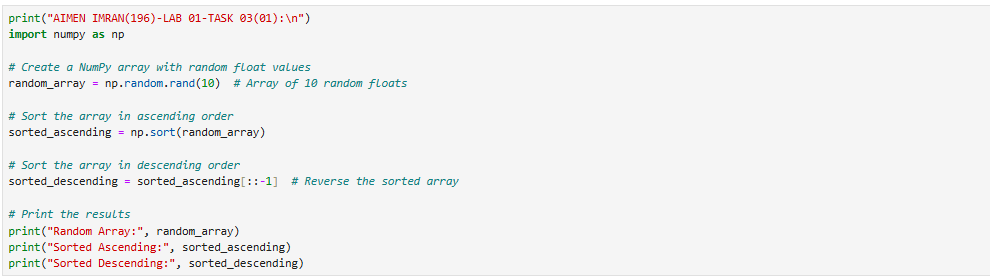 print("AIMEN IMRAN(196)-LAB 01-TASK 03(01):\n")
import numpy as np
# Create a NumPy array with random float values
random_array = np.random.rand(10)  # Array of 10 random floats
# Sort the array in ascending order
sorted_ascending = np.sort(random_array)
# Sort the array in descending order
sorted_descending = sorted_ascending[::-1]  # Reverse the sorted array
# Print the results
print("Random Array:", random_array)
print("Sorted Ascending:", sorted_ascending)
print("Sorted Descending:", sorted_descending)